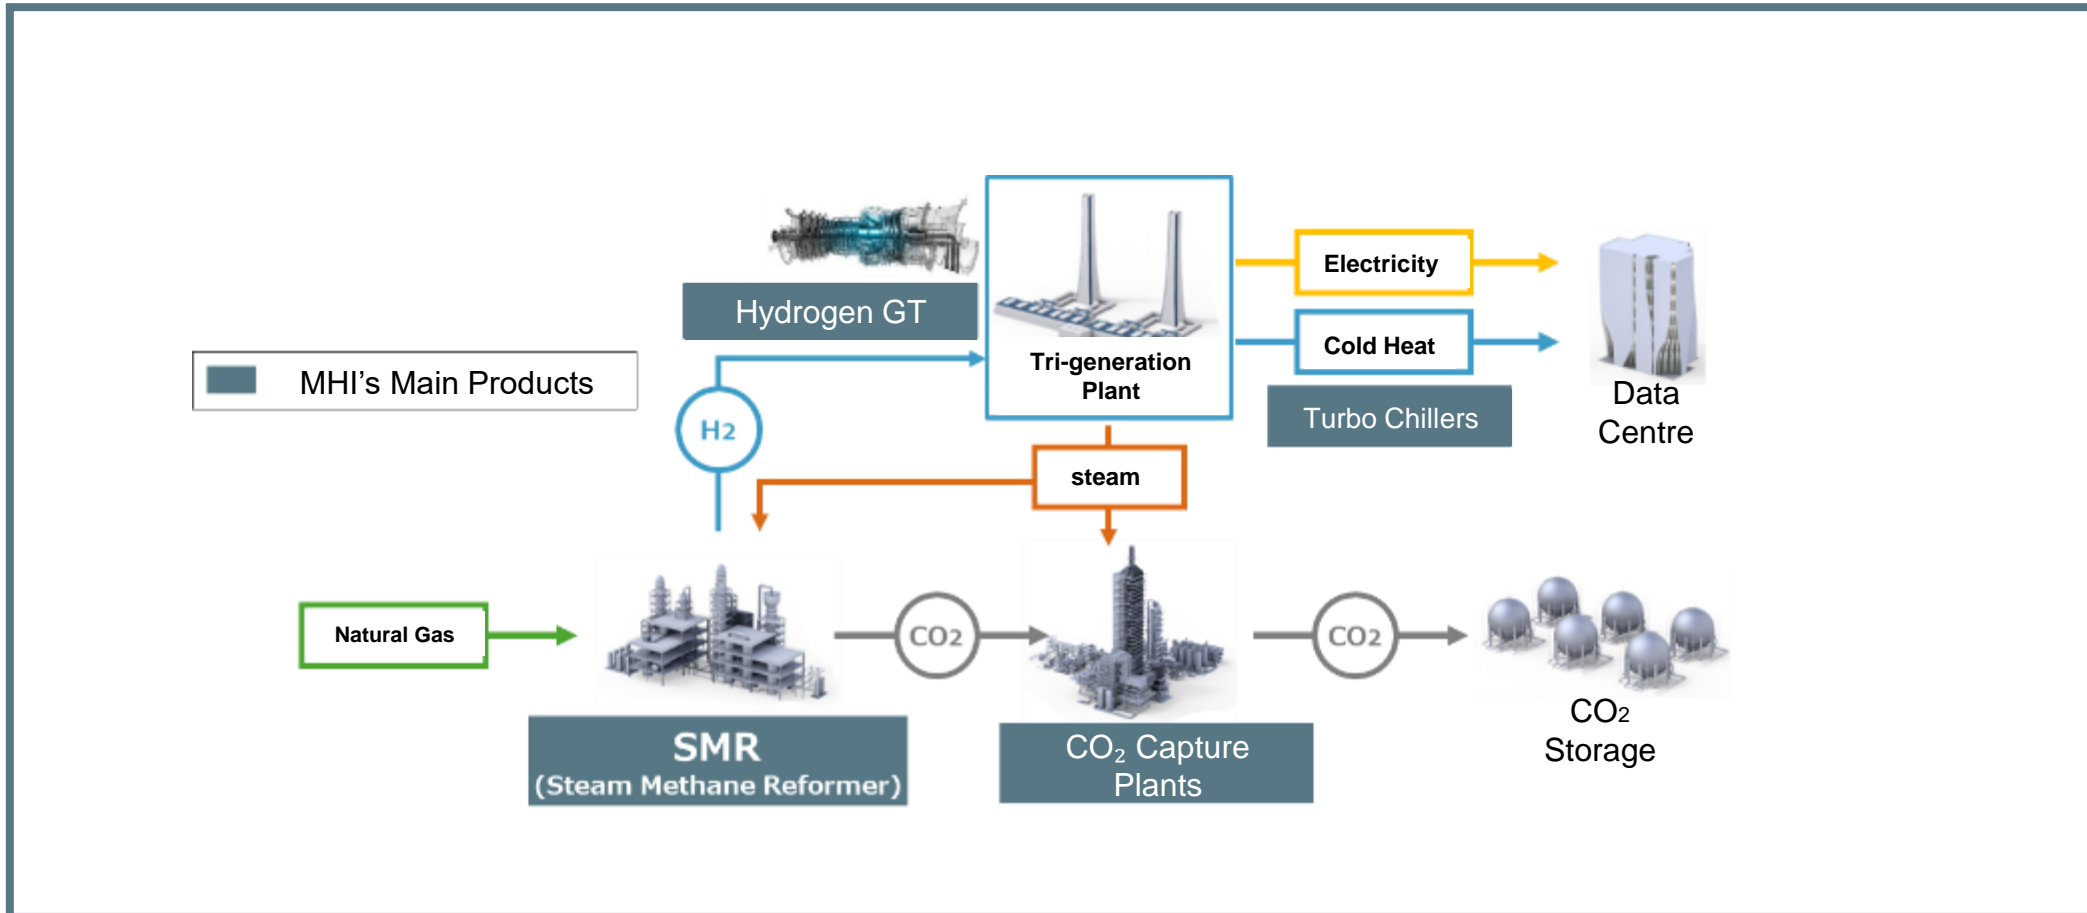 Electricity
Hydrogen GT
Cold Heat
Tri-generation
Plant
MHI's Main Products
Turbo Chillers
Data
Centre
H2
steam
Natural Gas
CO2
CO2
SMR
(Steam Methane Reformer)
CO₂ Capture
Plants
CO2
Storage